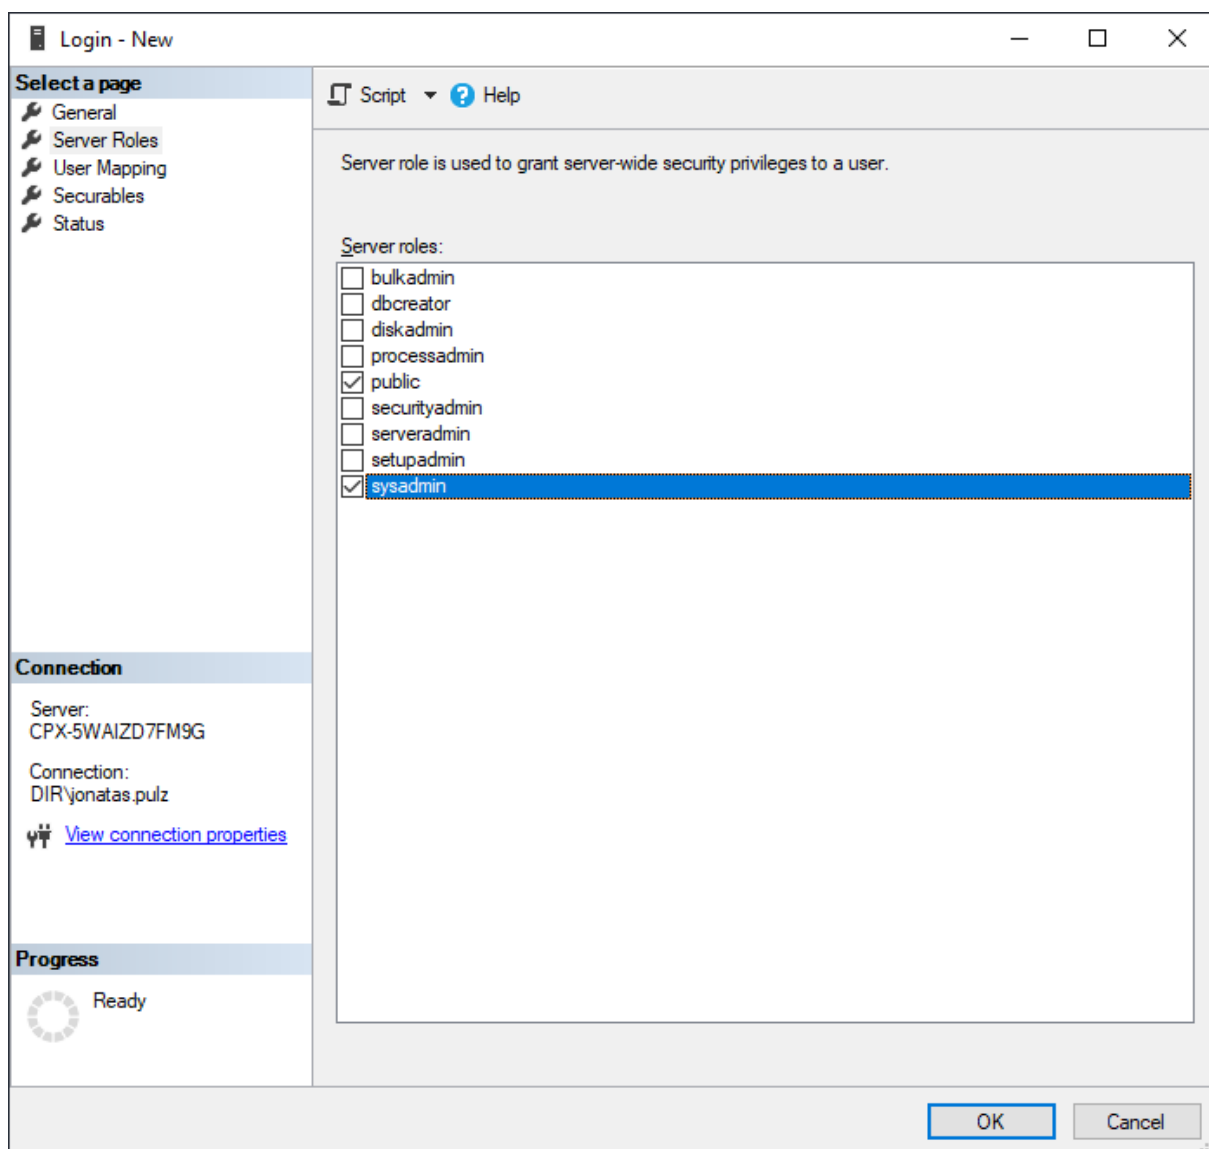 Login - New
Select a page
General
Server Roles
User Mapping
Securables
Status
Script
Help
Server role is used to grant server-wide security privileges to a user.
Server roles:
bulkadmin
dbcreator
diskadmin
processadmin
public
securityadmin
serveradmin
setupadmin
sysadmin
Connection
Server:
CPX-5WAIZD7FM9G
Connection:
DIR\jonatas.pulz
View connection properties
Progress
Ready
OK
Cancel